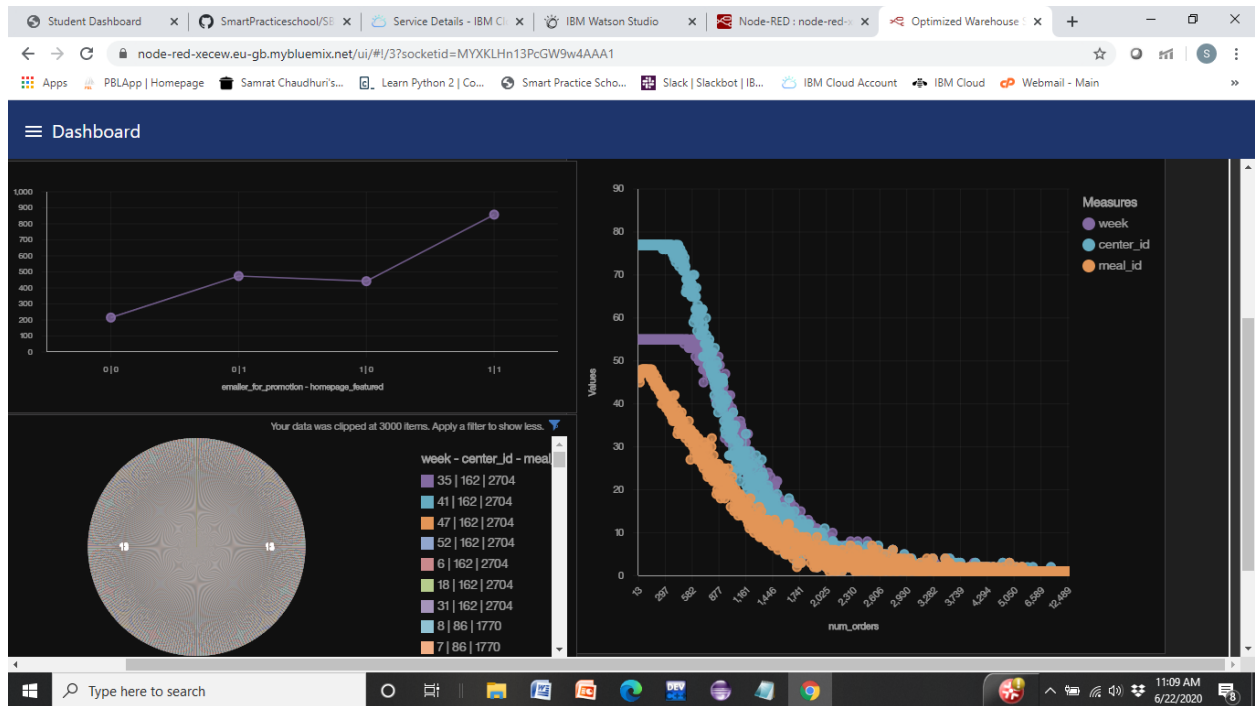 Student Dashboard
SmartPracticeschool/SB
Service Details - IBM Cl
IBM Watson Studio
Node-RED : node-red-x
Optimized Warehouse S
node-red-xecew.eu-gb.mybluemix.net/ui/#!/3?socketid=MYXKLHn13PcGW9w4AAA1
S
Apps
PBLApp | Homepage
Samrat Chaudhuri's...
Learn Python 2 | Co...
Smart Practice Scho...
Slack | Slackbot | IB...
IBM Cloud Account
IBM Cloud
Webmail - Main
»
Dashboard
1,000
900
800
700
600
500
400
300
200
100
0
0|0
0|1
1|0
1|1
emailer_for_promotion - homepage_featured
Your data was clipped at 3000 items. Apply a filter to show less.
13
13
week - center_id - meal
35 | 162 | 2704
41 | 162 | 2704
47 | 162 | 2704
52 | 162 | 2704
6 | 162 | 2704
18 | 162 | 2704
31 | 162 | 2704
8 | 86 | 1770
7 | 86 | 1770
90
80
70
60
50
40
30
20
10
0
Values
13
297
582
877
1,161
1,446
1,741
2,025
2,310
2,606
2,930
3,282
3,739
4,294
5,050
6,589
12,489
num_orders
Measures
week
center_id
meal_id
Type here to search
DEV
11:09 AM
6/22/2020
8